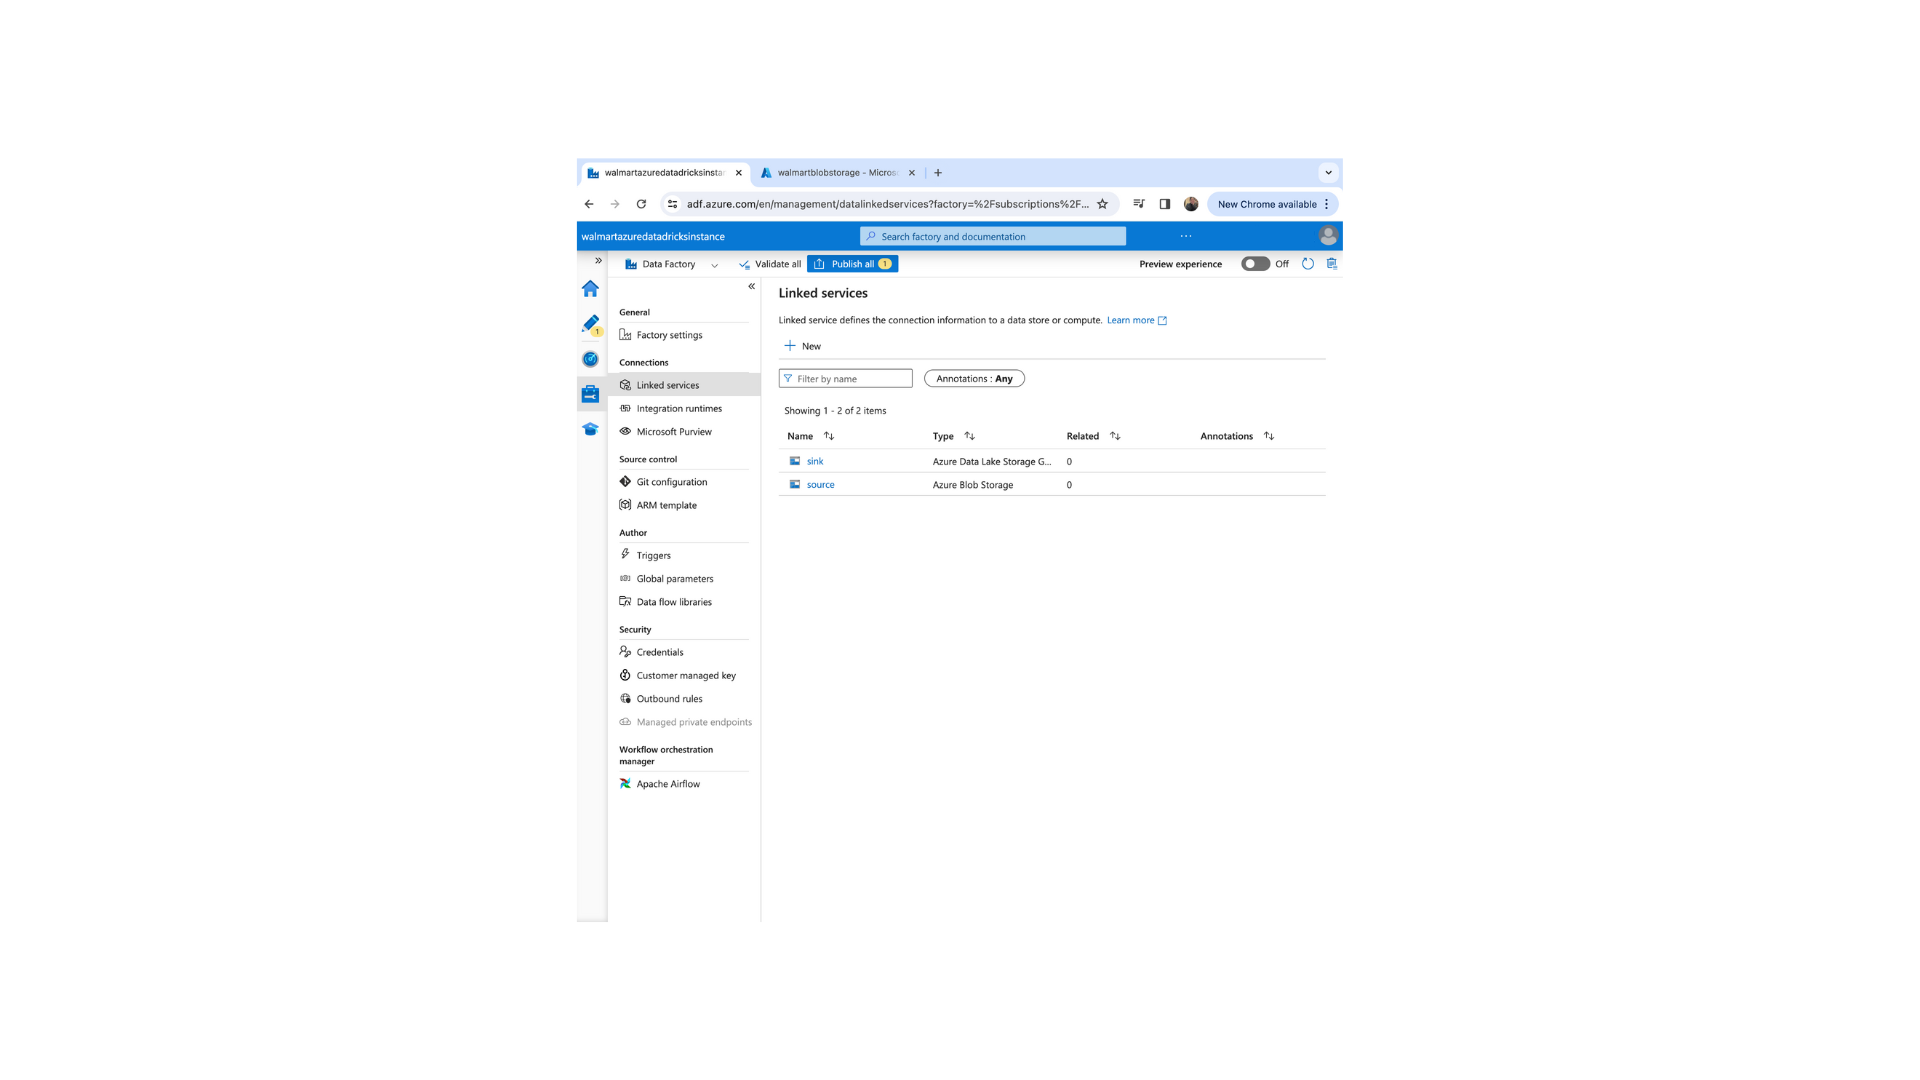 walmartazuredatadricksinstan
walmartblobstorage - Micros
adf.azure.com/en/management/datalinkedservices?factory=%2Fsubscriptions%2F...
New Chrome available
walmartazuredatadricksinstance
Search factory and documentation
...
Data Factory
Validate all
Publish all 1
Preview experience
Off
1
General
Factory settings
Connections
Linked services
Integration runtimes
Microsoft Purview
Source control
Git configuration
ARM template
Author
Triggers
Global parameters
Data flow libraries
Security
Credentials
Customer managed key
Outbound rules
Managed private endpoints
Workflow orchestration
manager
Apache Airflow
Linked services
Linked service defines the connection information to a data store or compute. Learn more
New
Filter by name
Annotations : Any
Showing 1 - 2 of 2 items
Name Type Related Annotations
sink Azure Data Lake Storage G... 0
source Azure Blob Storage 0